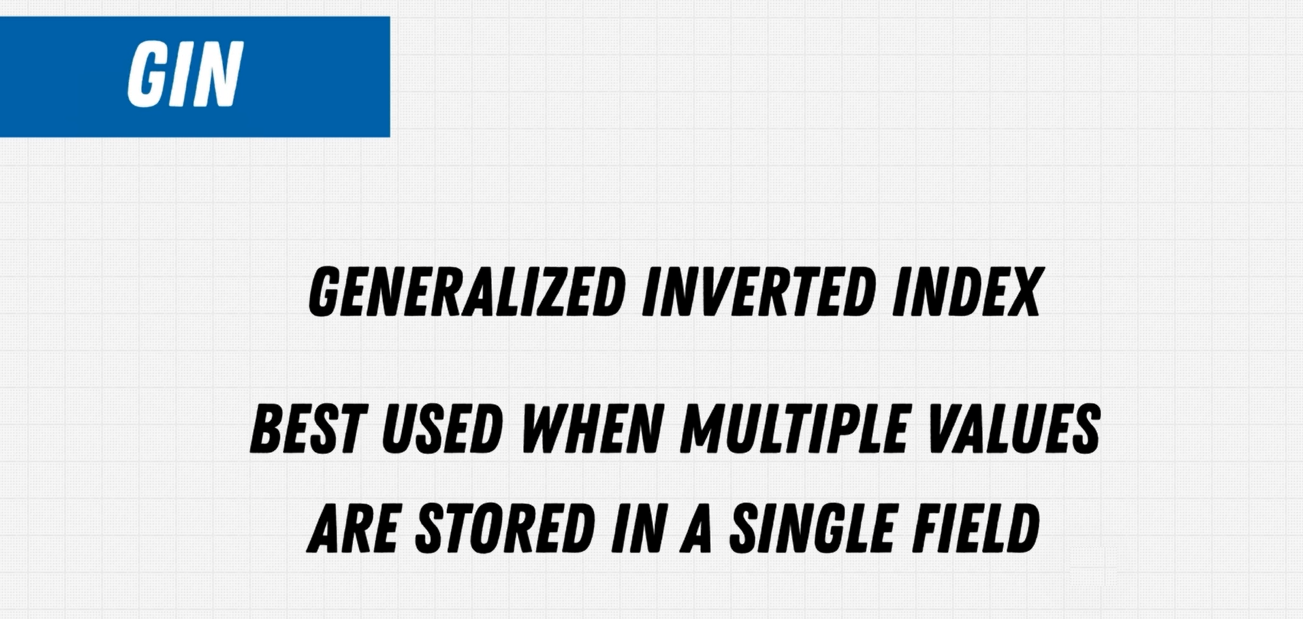 GIN
GENERALIZED INVERTED INDEX
BEST USED WHEN MULTIPLE VALUES
ARE STORED IN A SINGLE FIELD